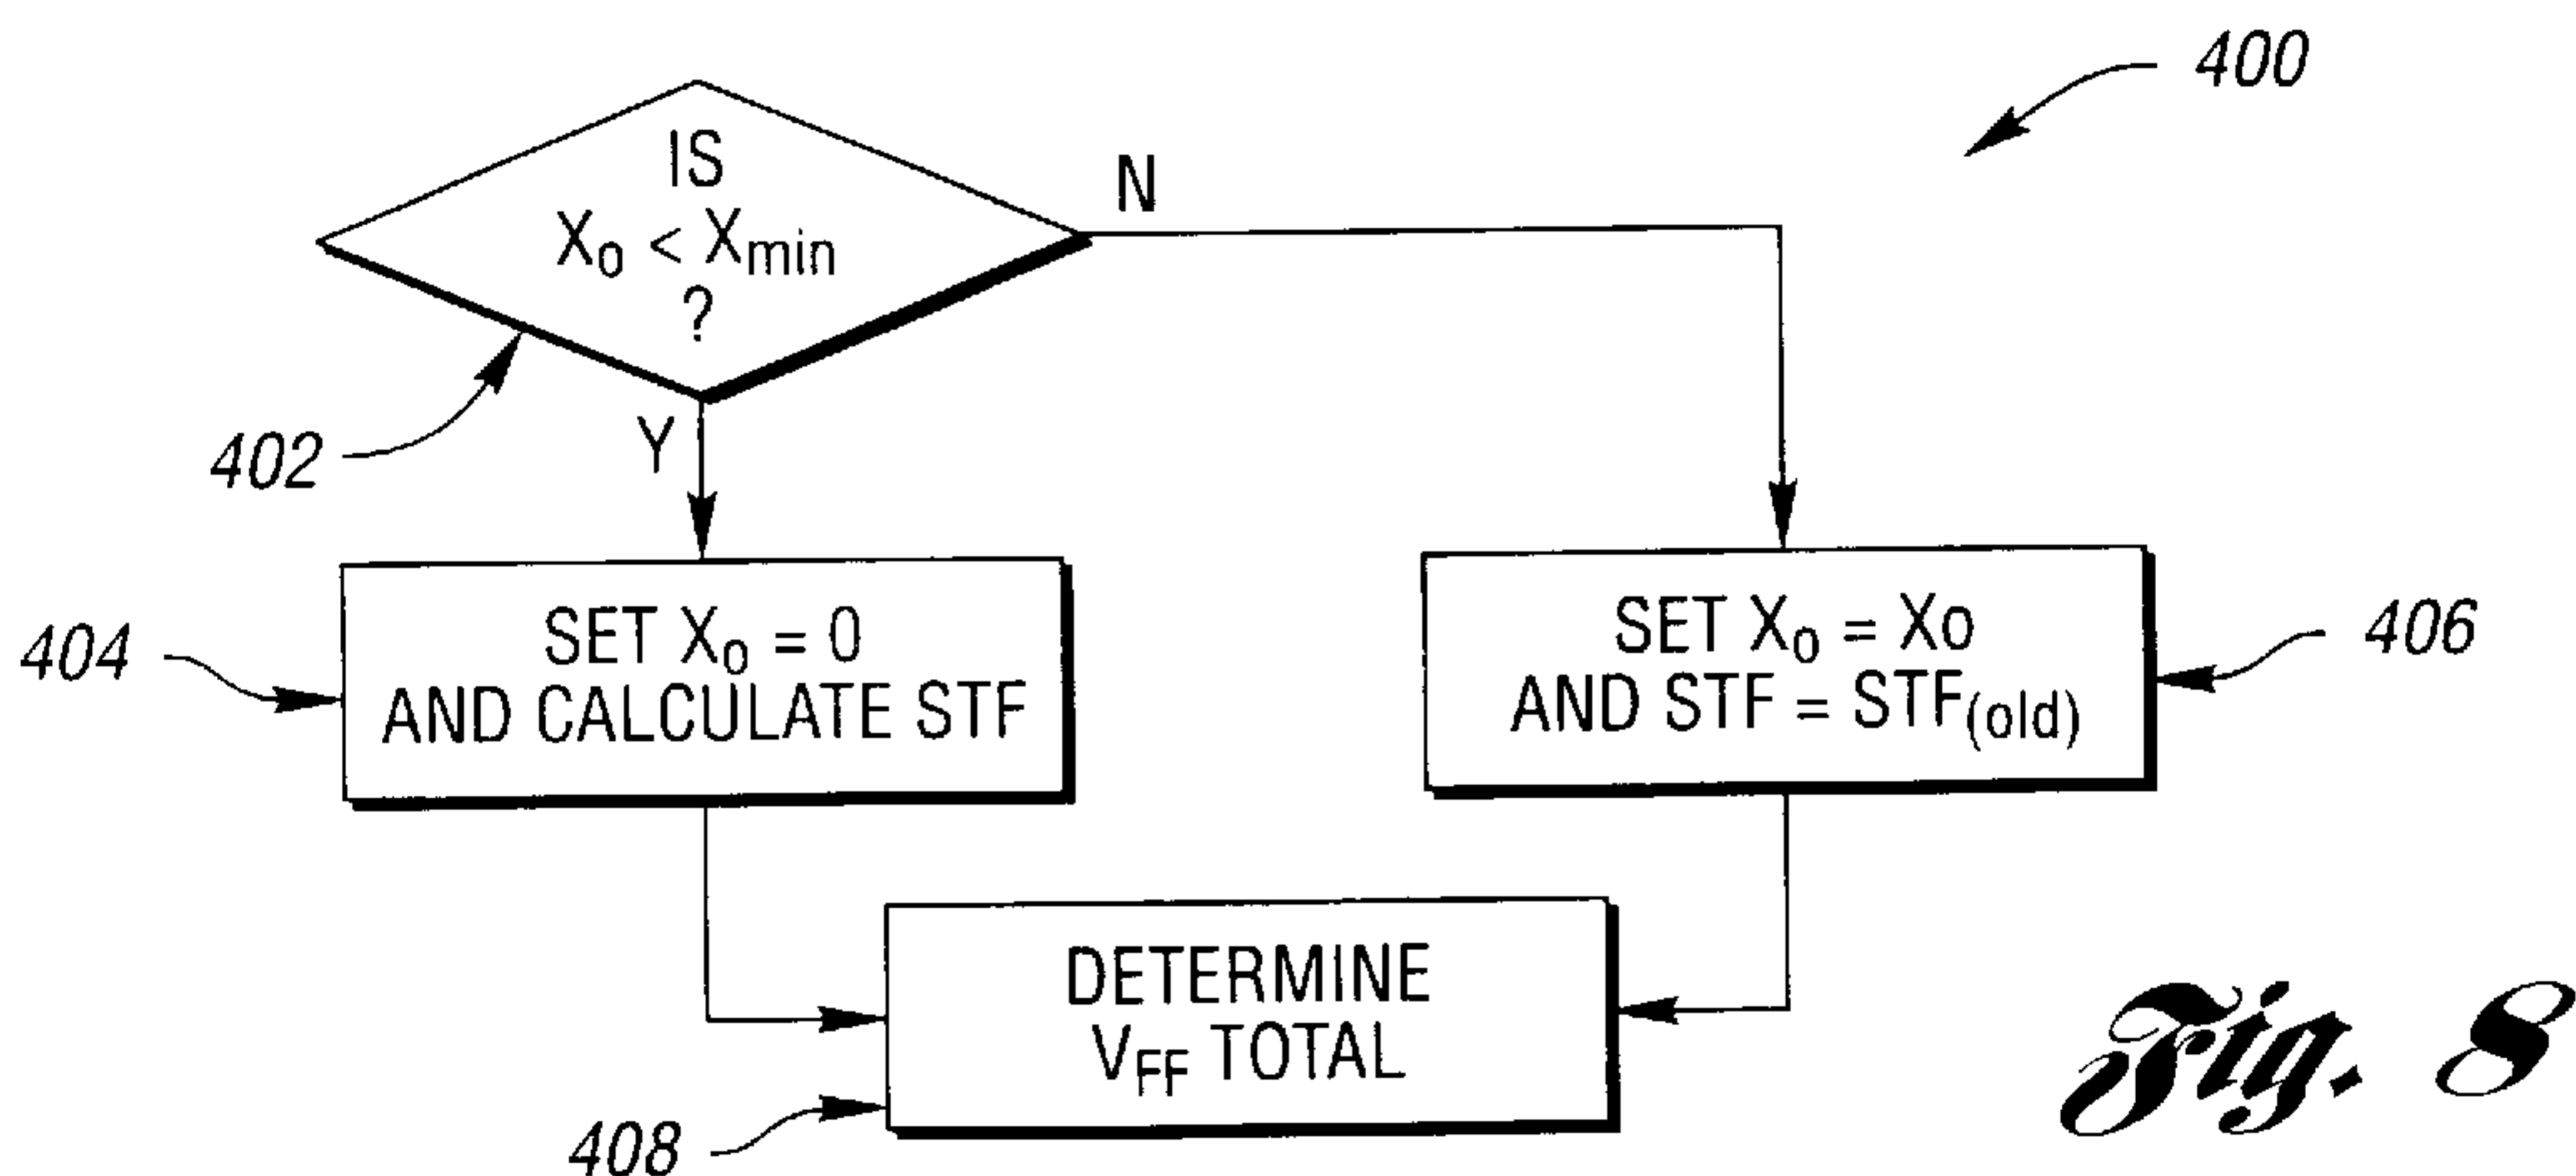 400
IS
X₀ < Xmin
?
N
402
Y
SET X₀ = 0
AND CALCULATE STF
404
SET X₀ = Xo
AND STF = STF(old)
406
DETERMINE
VFF TOTAL
408
Fig. 8